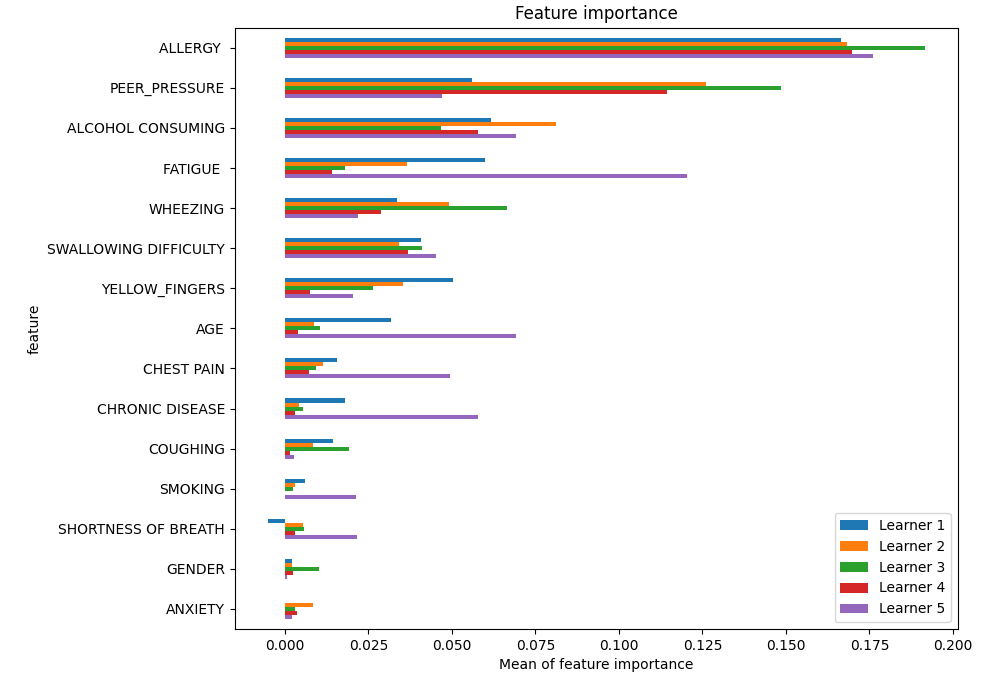 Feature importance
ALLERGY
PEER_PRESSURE
ALCOHOL CONSUMING
FATIGUE
WHEEZING
SWALLOWING DIFFICULTY
YELLOW_FINGERS
AGE
CHEST PAIN
CHRONIC DISEASE
COUGHING
SMOKING
SHORTNESS OF BREATH
GENDER
ANXIETY
feature
Learner 1
Learner 2
Learner 3
Learner 4
Learner 5
0.000 0.025 0.050 0.075 0.100 0.125 0.150 0.175 0.200
Mean of feature importance